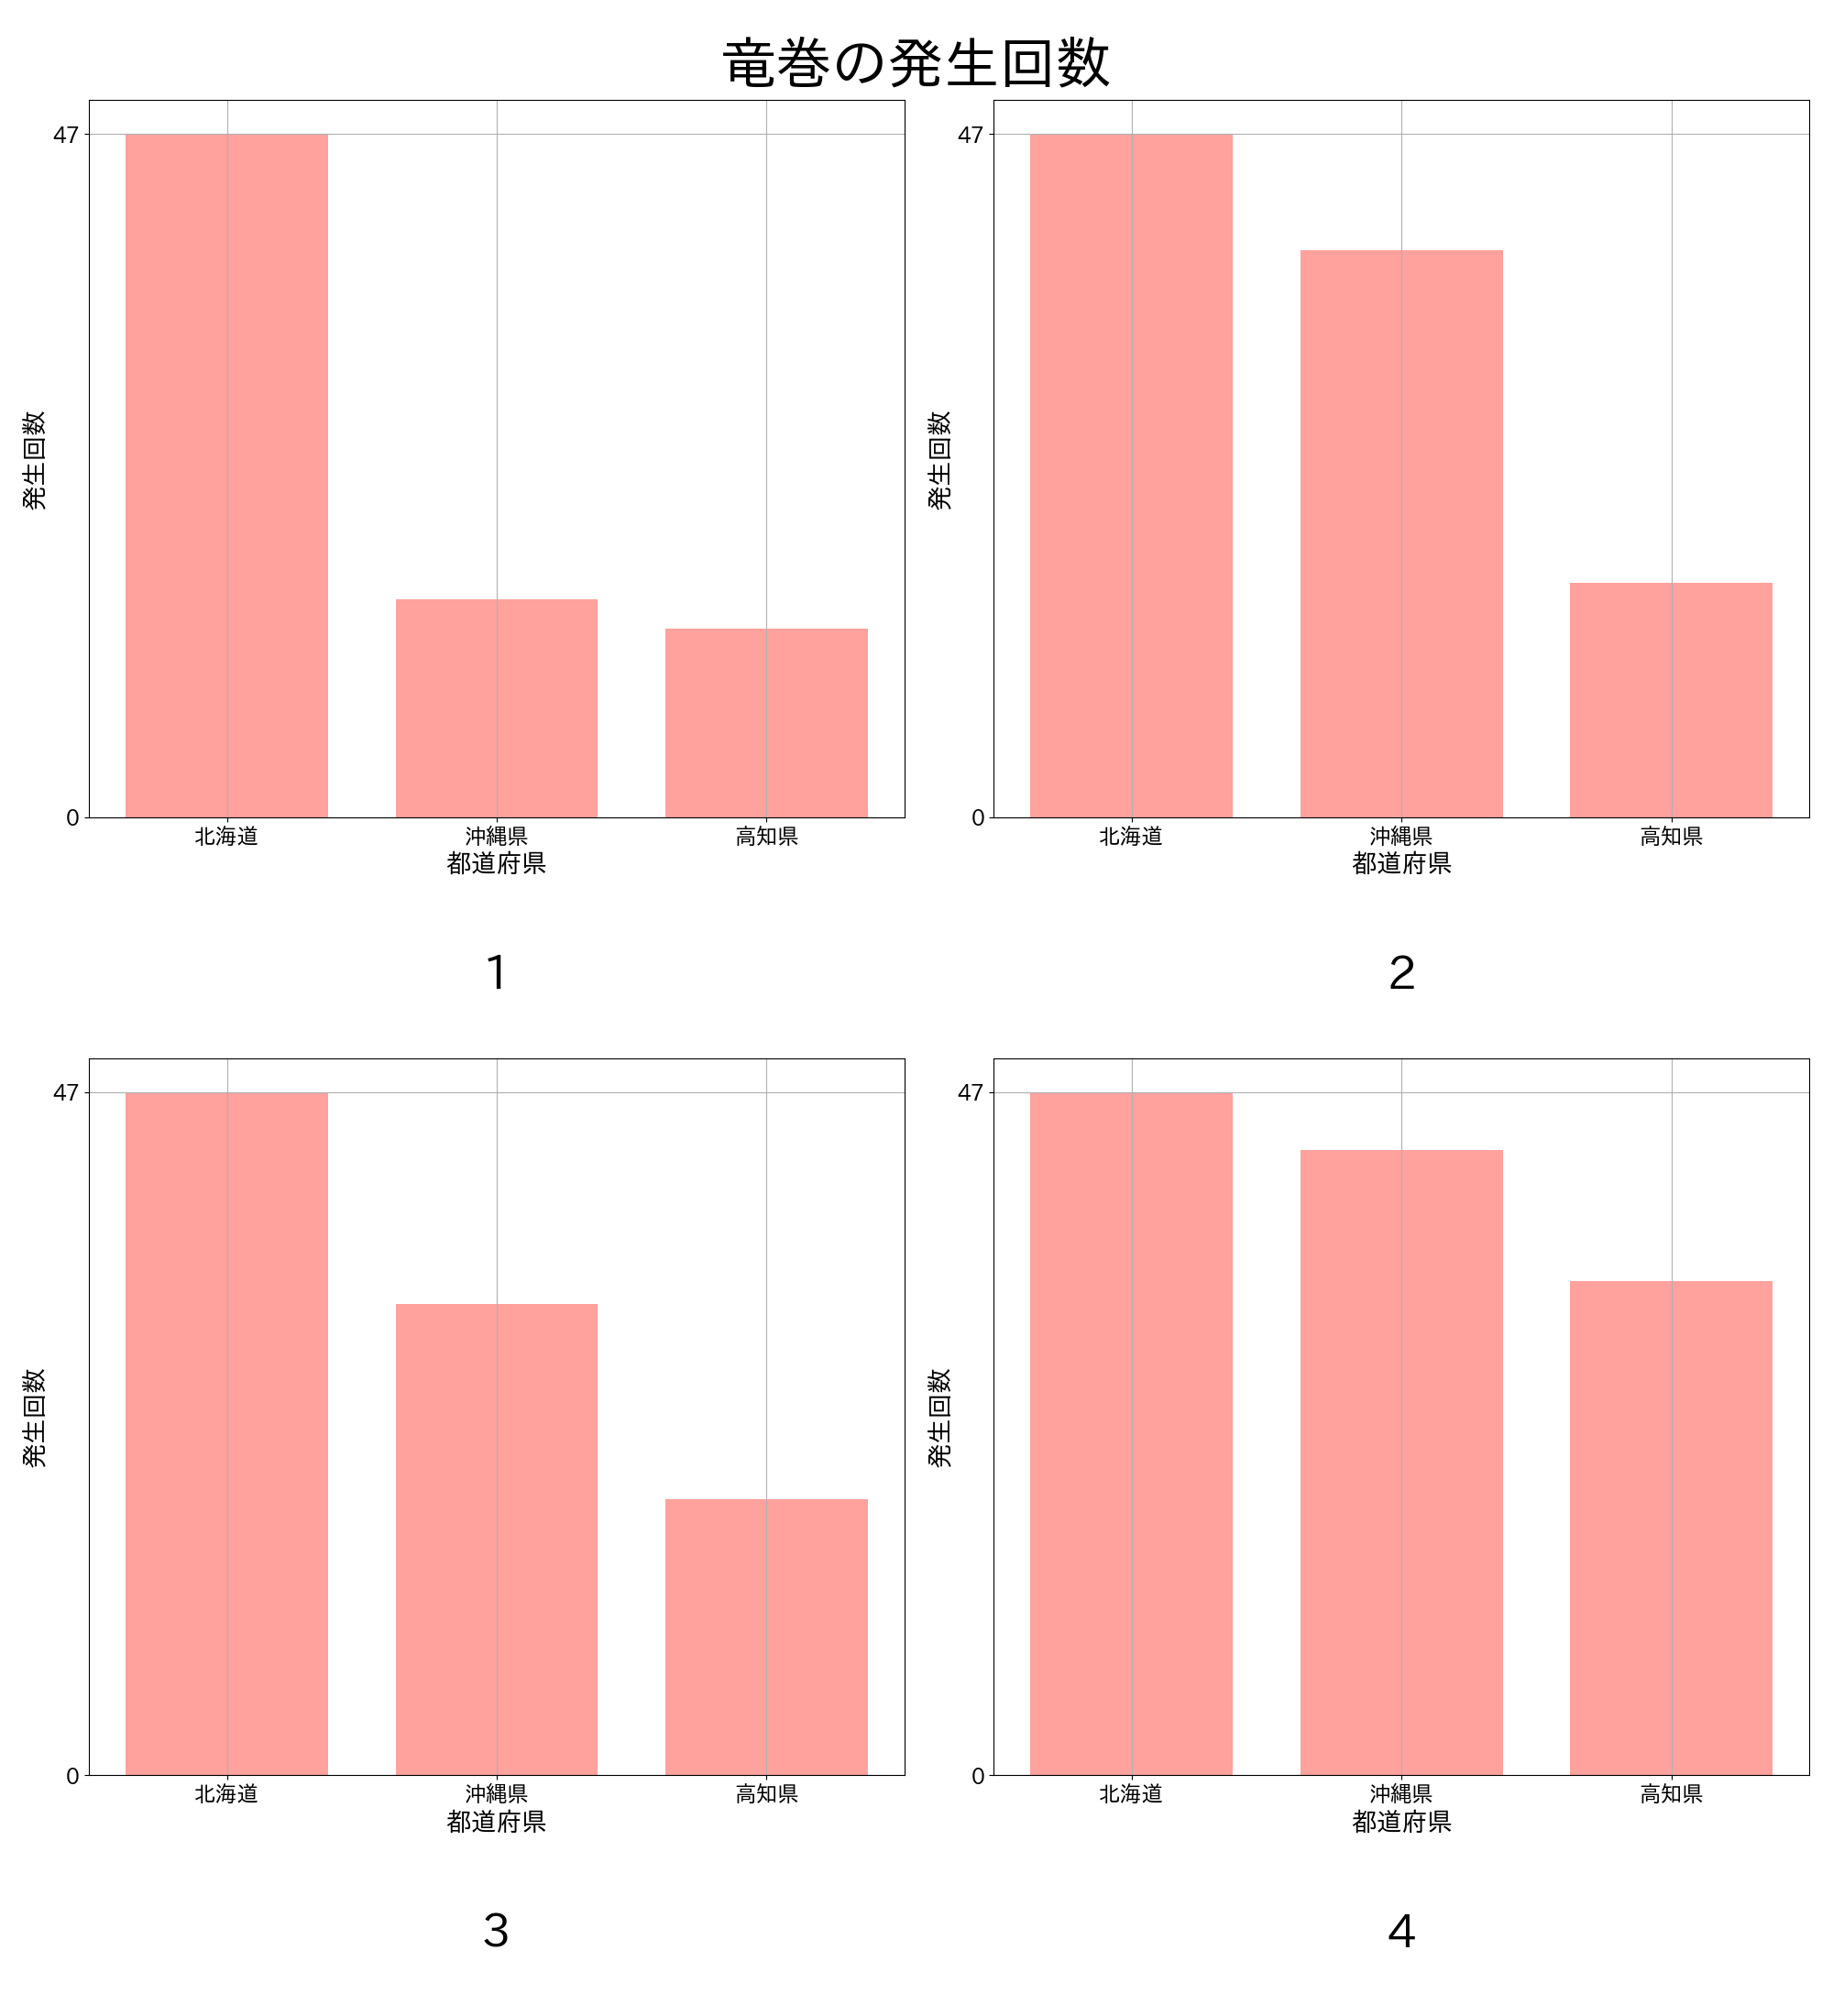 竜巻の発生回数
47
0
発生回数
北海道 沖縄県 高知県
都道府県
1
47
0
発生回数
北海道 沖縄県 高知県
都道府県
2
47
0
発生回数
北海道 沖縄県 高知県
都道府県
3
47
0
発生回数
北海道 沖縄県 高知県
都道府県
4